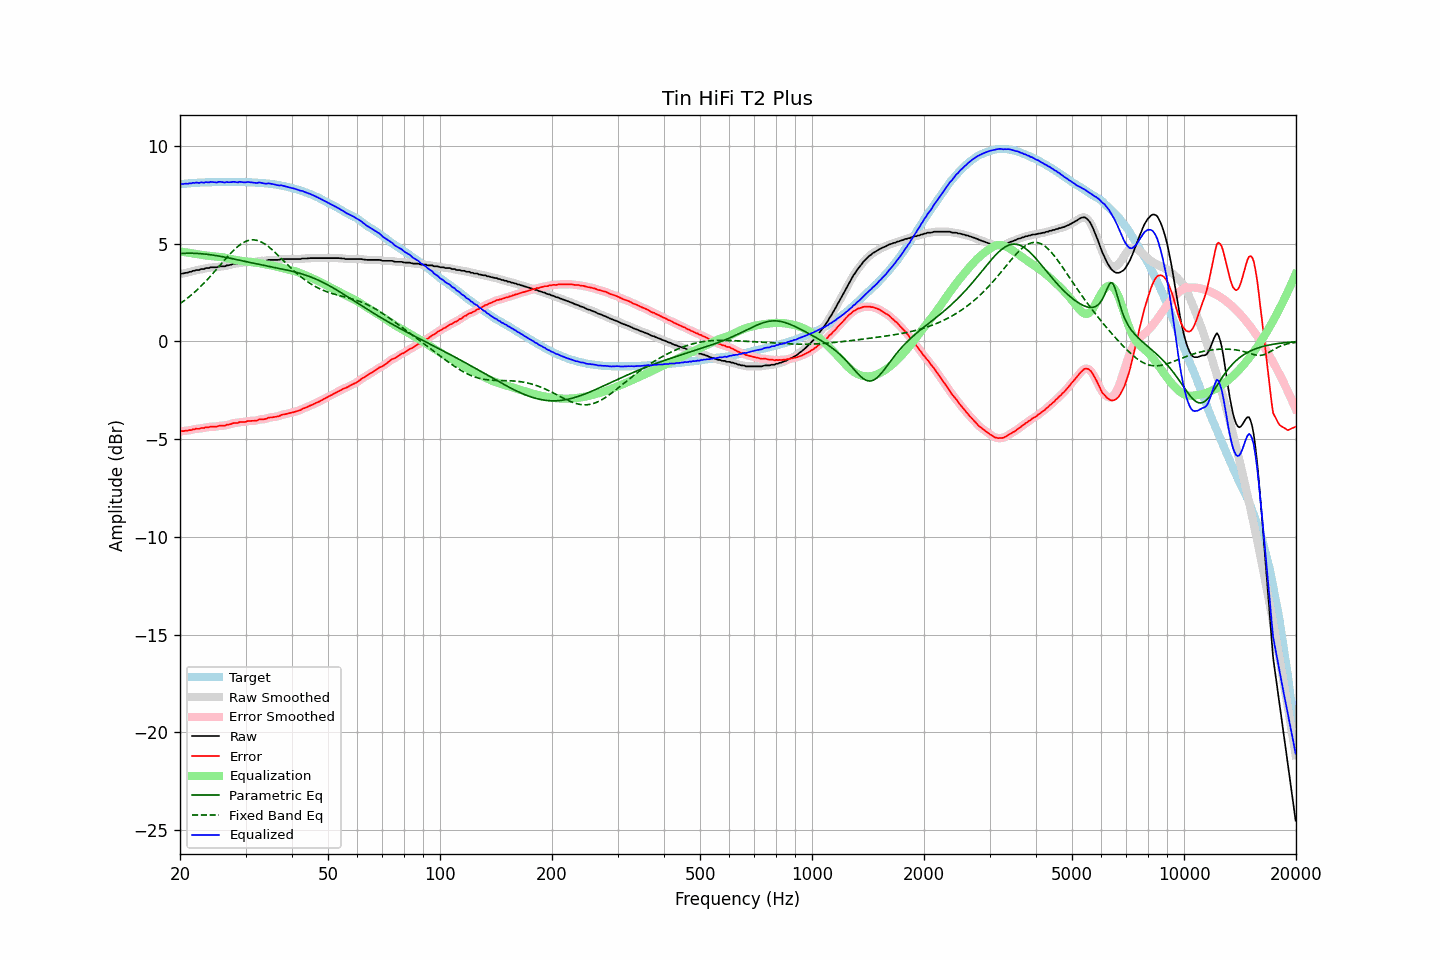 Tin HiFi T2 Plus
10
5
0
−5
−10
−15
−20
−25
Amplitude (dBr)
Target
Raw Smoothed
Error Smoothed
Raw
Error
Equalization
Parametric Eq
Fixed Band Eq
Equalized
20 50 100 200 500 1000 2000 5000 10000 20000
Frequency (Hz)